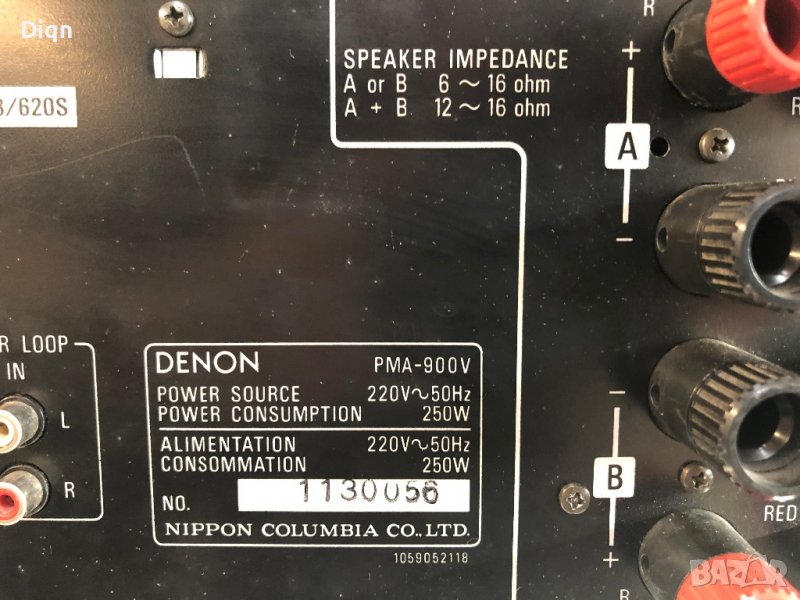 Diqn
R
SPEAKER IMPEDANCE
A or B 6 ~ 16 ohm
A + B 12 ~ 16 ohm
/620S
+
A
R
−
R LOOP
IN
L
R
DENON PMA-900V
POWER SOURCE 220V~50Hz
POWER CONSUMPTION 250W
ALIMENTATION 220V~50Hz
CONSOMMATION 250W
NO. 1130056
NIPPON COLUMBIA CO.,LTD.
1059052118
−
B
+
RED
R
BAZAR